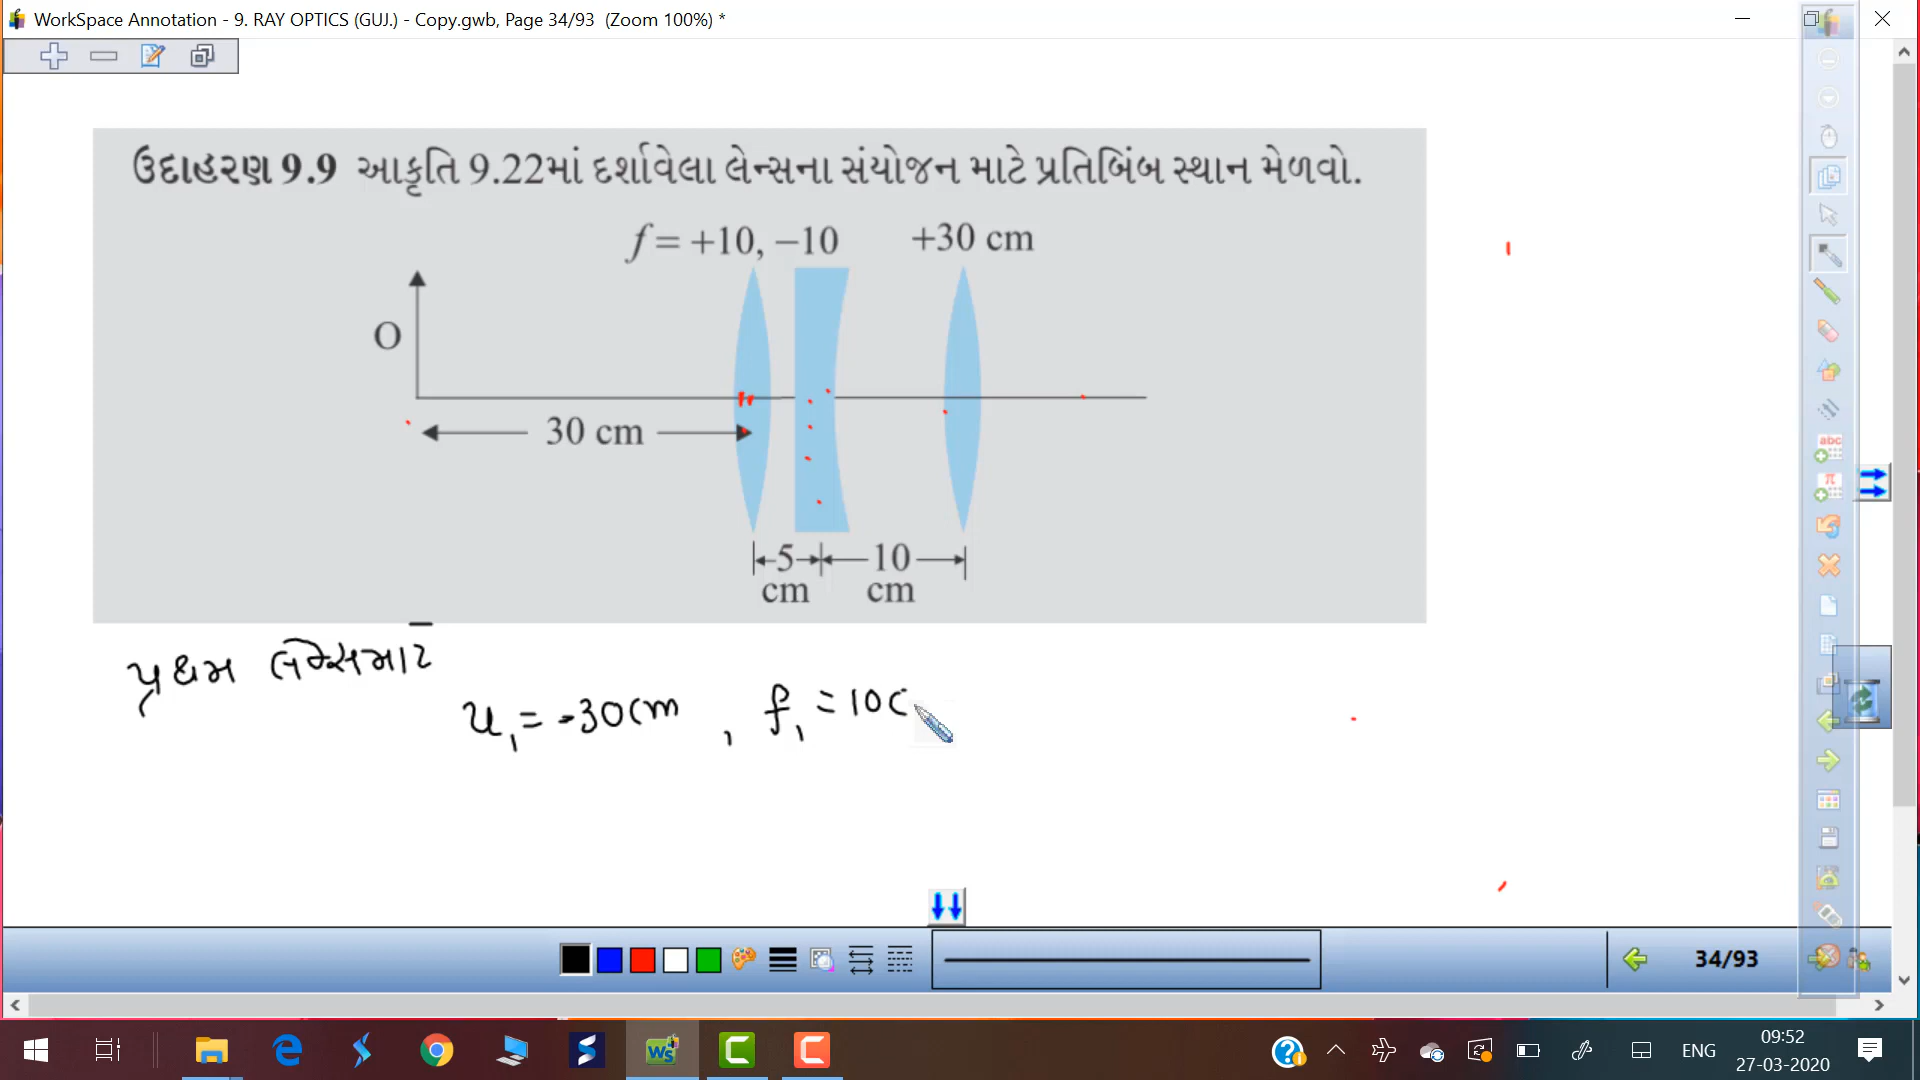 WorkSpace Annotation - 9. RAY OPTICS (GUJ.) - Copy.gwb, Page 34/93 (Zoom 100%) *
ઉદાહરણ 9.9 આકૃતિ 9.22માં દર્શાવેલા લેન્સના સંયોજન માટે પ્રતિબિંબ સ્થાન મેળવો.
f = +10, −10 +30 cm
O
30 cm
5 cm
10 cm
પ્રથમ લેન્સ માટે
u₁ = -30cm , f₁ = 10c
abc
π
34/93
WS
ENG
09:52
27-03-2020